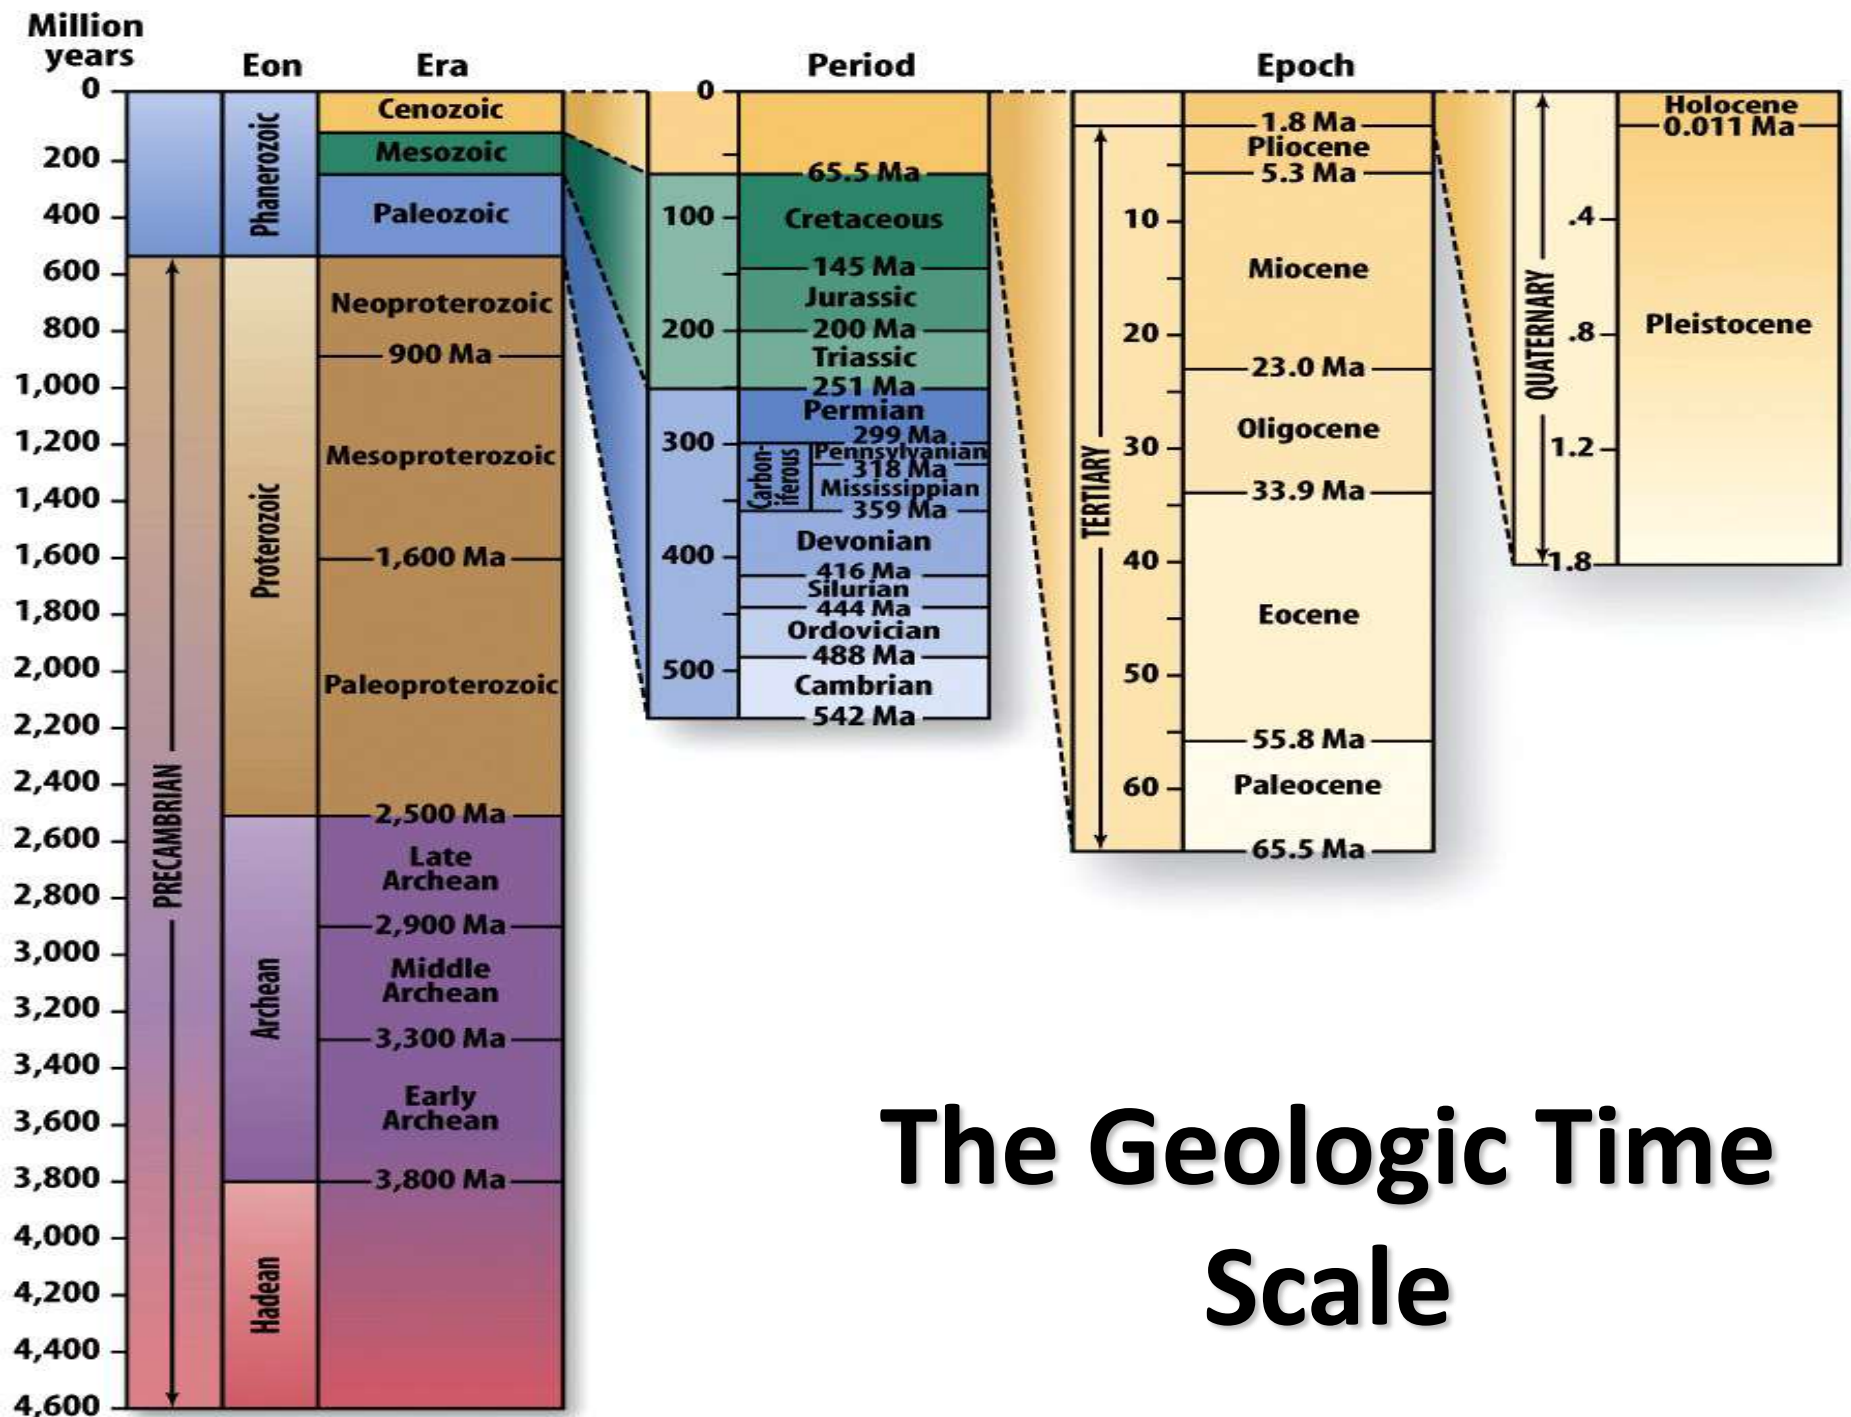 Million
years
Eon
Era
Period
Epoch
0
200
400
600
800
1,000
1,200
1,400
1,600
1,800
2,000
2,200
2,400
2,600
2,800
3,000
3,200
3,400
3,600
3,800
4,000
4,200
4,400
4,600
PRECAMBRIAN
Phanerozoic
Proterozoic
Archean
Hadean
Cenozoic
Mesozoic
Paleozoic
Neoproterozoic
900 Ma
Mesoproterozoic
1,600 Ma
Paleoproterozoic
2,500 Ma
Late
Archean
2,900 Ma
Middle
Archean
3,300 Ma
Early
Archean
3,800 Ma
0
100
200
300
400
500
65.5 Ma
Cretaceous
145 Ma
Jurassic
200 Ma
Triassic
251 Ma
Permian
299 Ma
Carbon-
iferous
Pennsylvanian
318 Ma
Mississippian
359 Ma
Devonian
416 Ma
Silurian
444 Ma
Ordovician
488 Ma
Cambrian
542 Ma
TERTIARY
10
20
30
40
50
60
1.8 Ma
Pliocene
5.3 Ma
Miocene
23.0 Ma
Oligocene
33.9 Ma
Eocene
55.8 Ma
Paleocene
65.5 Ma
QUATERNARY
.4
.8
1.2
1.8
Holocene
0.011 Ma
Pleistocene
The Geologic Time
Scale